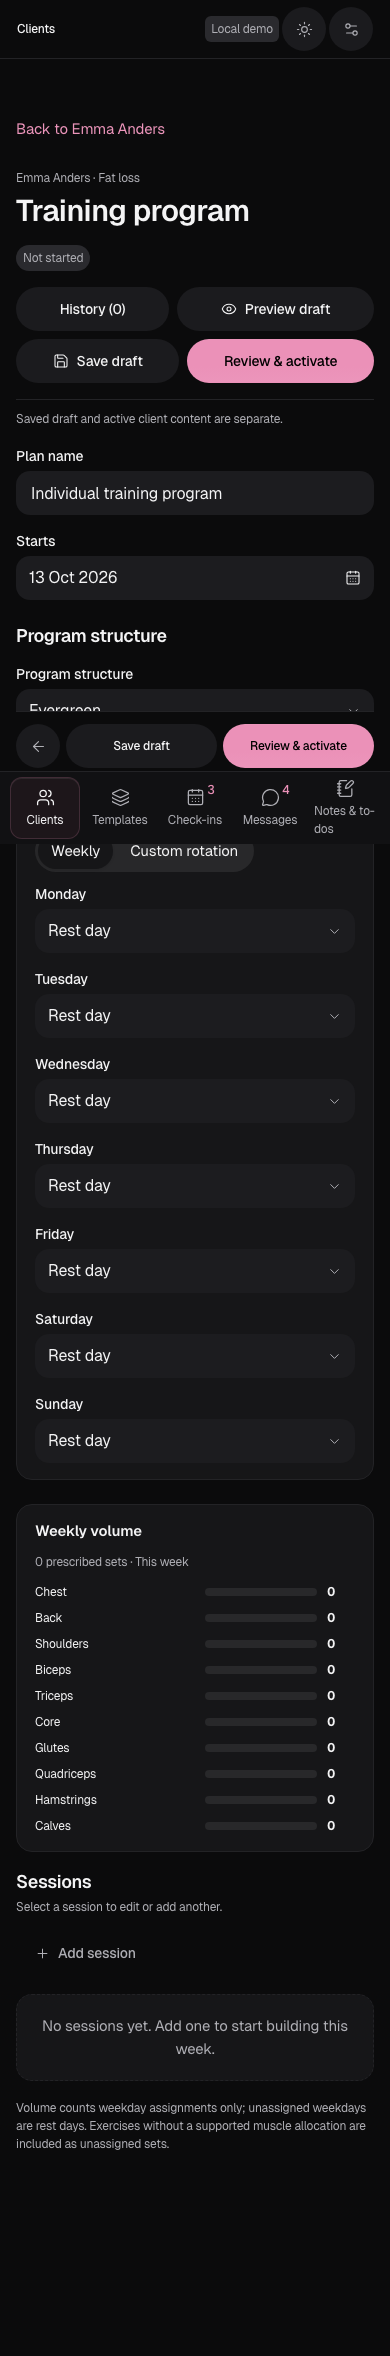 Clients
Local demo
Back to Emma Anders
Emma Anders · Fat loss
Training program
Not started
History (0)
Preview draft
Save draft
Review & activate
Saved draft and active client content are separate.
Plan name
Individual training program
Starts
13 Oct 2026
Program structure
Program structure
Evergreen
Save draft
Review & activate
Clients
Templates
3
Check-ins
4
Messages
Notes & to-
dos
Weekly
Custom rotation
Monday
Rest day
Tuesday
Rest day
Wednesday
Rest day
Thursday
Rest day
Friday
Rest day
Saturday
Rest day
Sunday
Rest day
Weekly volume
0 prescribed sets · This week
Chest 0
Back 0
Shoulders 0
Biceps 0
Triceps 0
Core 0
Glutes 0
Quadriceps 0
Hamstrings 0
Calves 0
Sessions
Select a session to edit or add another.
Add session
No sessions yet. Add one to start building this
week.
Volume counts weekday assignments only; unassigned weekdays
are rest days. Exercises without a supported muscle allocation are
included as unassigned sets.